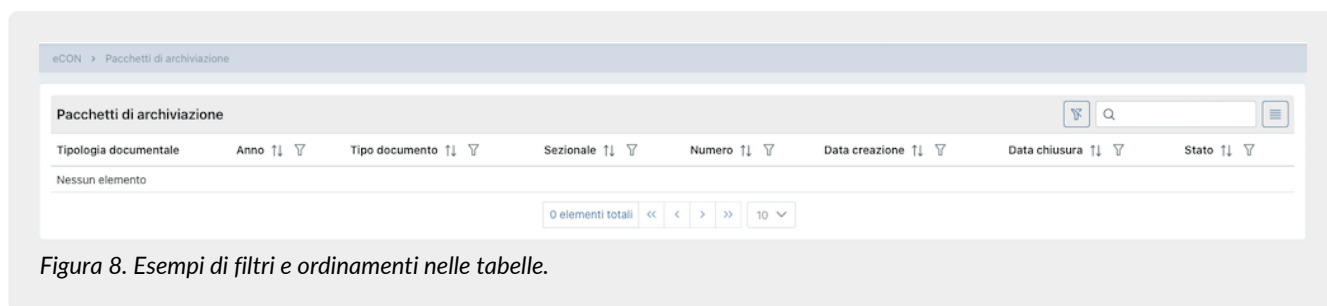 eCON > Pacchetti di archiviazione
Pacchetti di archiviazione
Tipologia documentale Anno Tipo documento Sezionale Numero Data creazione Data chiusura Stato
Nessun elemento
0 elementi totali << < > >> 10
Figura 8. Esempi di filtri e ordinamenti nelle tabelle.